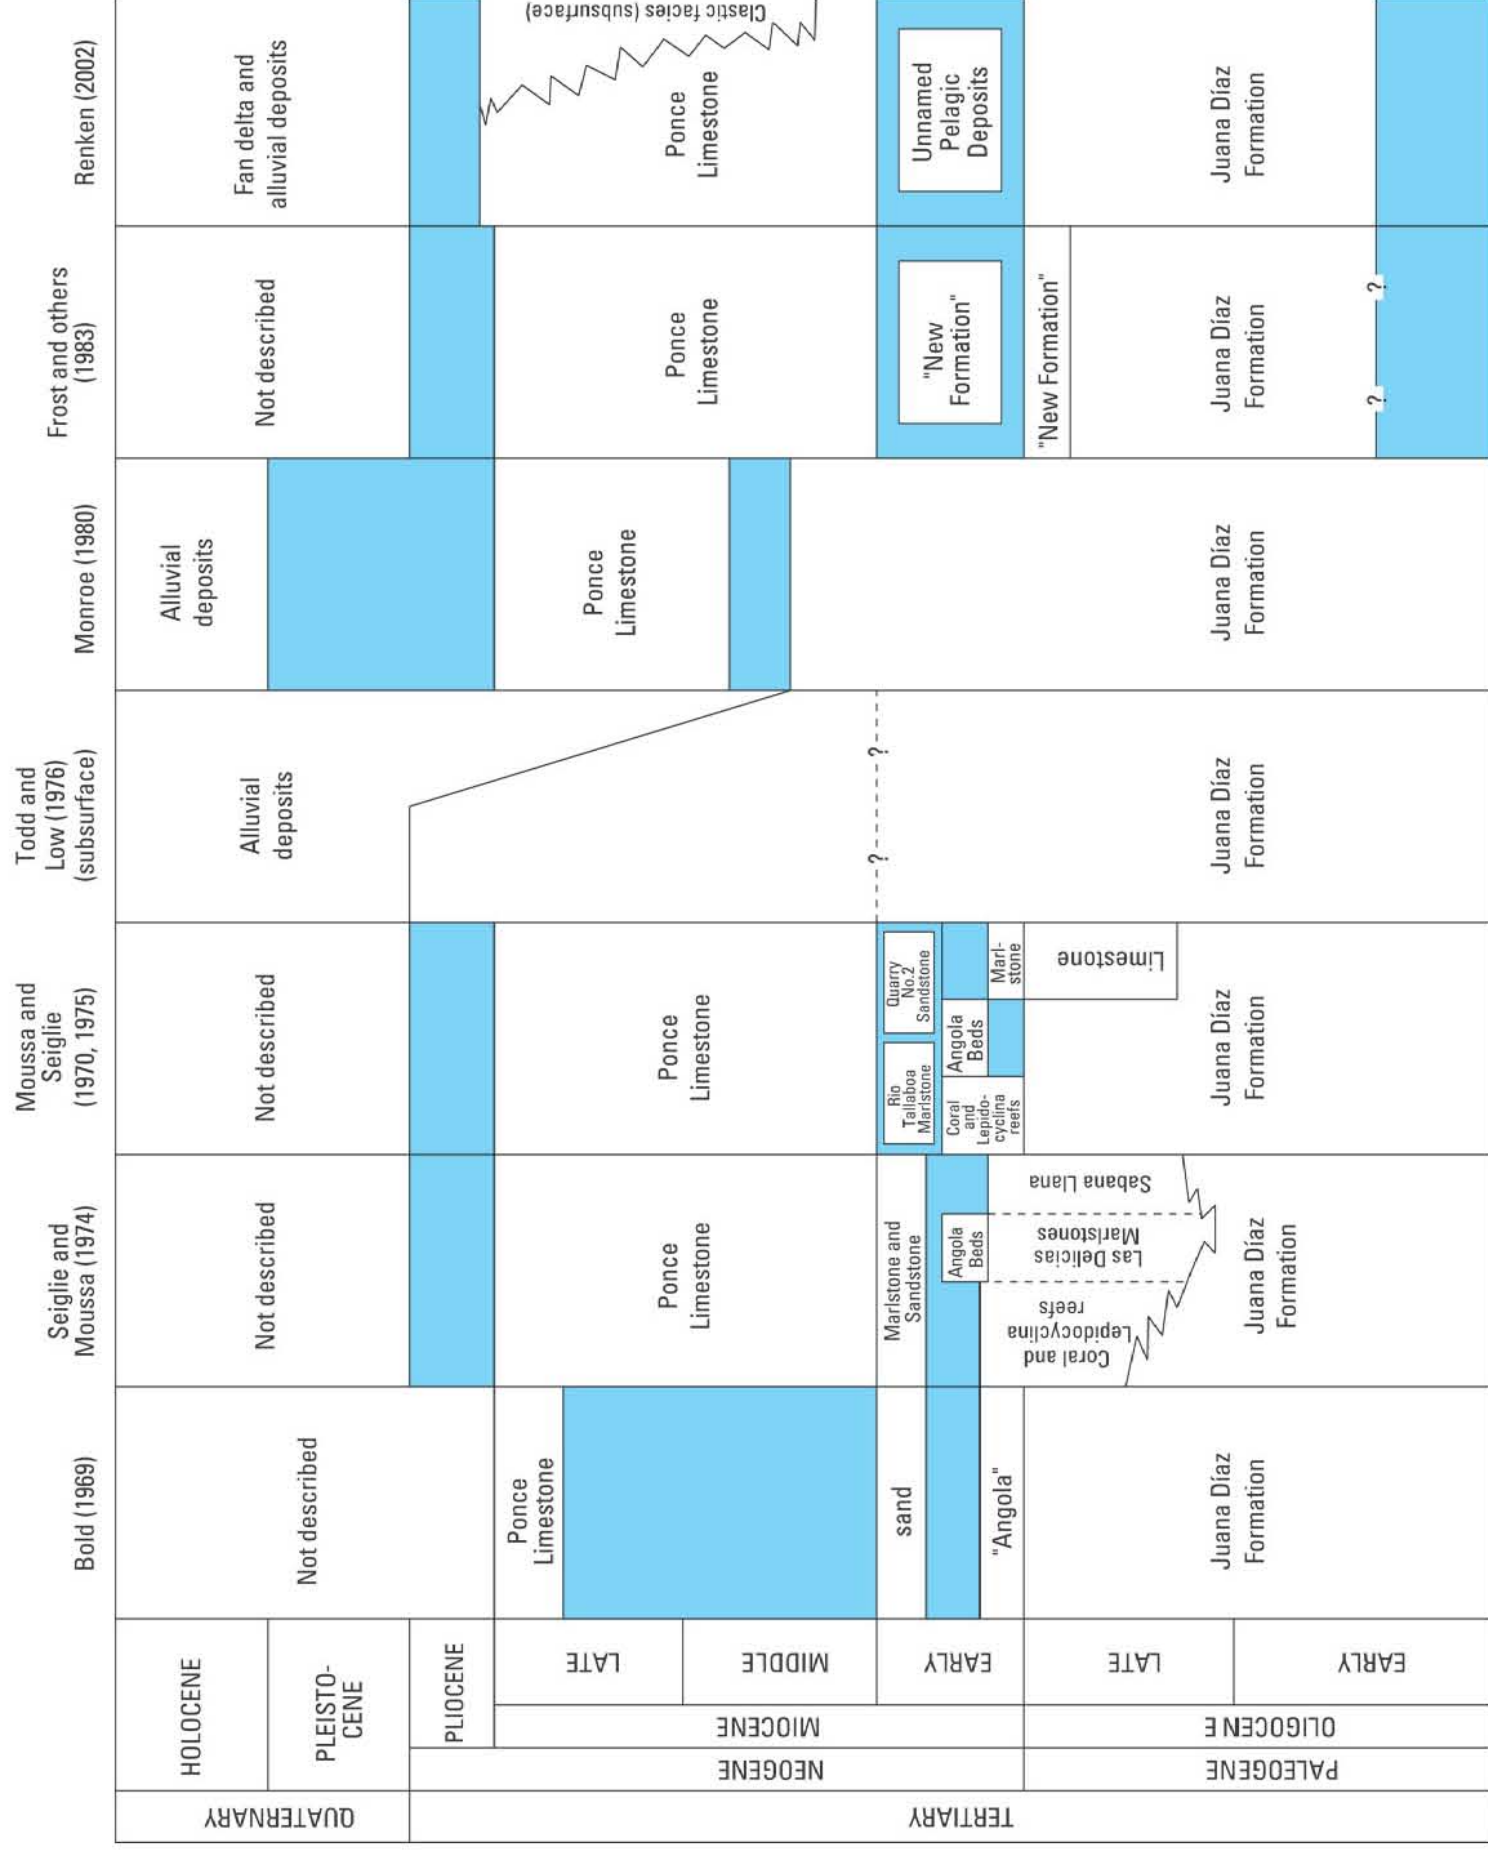 Bold (1969)
Seiglie and
Moussa (1974)
Moussa and
Seiglie
(1970, 1975)
Todd and
Low (1976)
(subsurface)
Monroe (1980)
Frost and others
(1983)
Renken (2002)
QUATERNARY
HOLOCENE
PLEISTO-
CENE
TERTIARY
NEOGENE
PLIOCENE
MIOCENE
LATE
MIDDLE
EARLY
PALEOGENE
OLIGOCENE
LATE
EARLY
Not described
Ponce
Limestone
sand
"Angola"
Juana Díaz
Formation
Not described
Ponce
Limestone
Marlstone and
Sandstone
Angola
Beds
Coral and
Lepidocyclina
reefs
Las Delicias
Marlstones
Sabana Llana
Juana Díaz
Formation
Not described
Ponce
Limestone
Rio
Tallaboa
Marlstone
Quarry
No.2
Sandstone
Coral
and
Lepido-
cyclina
reefs
Angola
Beds
Marl-
stone
Limestone
Juana Díaz
Formation
Alluvial
deposits
? ?
Juana Díaz
Formation
Alluvial
deposits
Ponce
Limestone
Juana Díaz
Formation
Not described
Ponce
Limestone
"New
Formation"
"New Formation"
Juana Díaz
Formation
? ?
Fan delta and
alluvial deposits
Clastic facies (subsurface)
Ponce
Limestone
Unnamed
Pelagic
Deposits
Juana Díaz
Formation